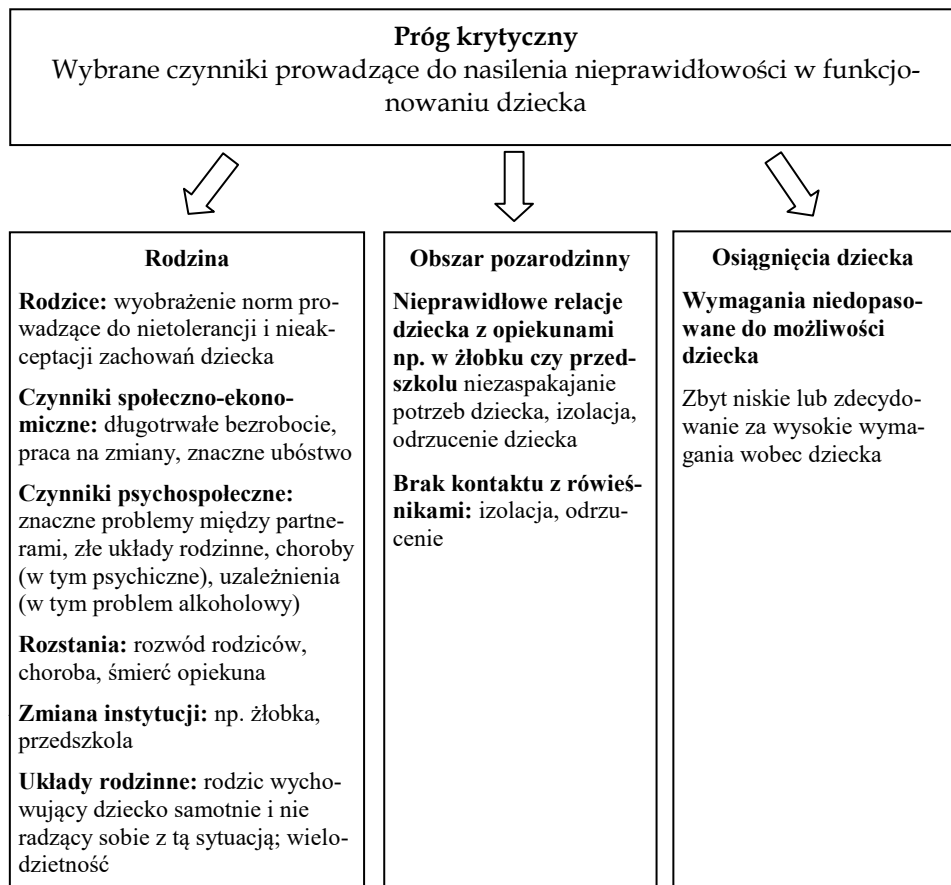 Próg krytyczny
Wybrane czynniki prowadzące do nasilenia nieprawidłowości w funkcjo-
nowaniu dziecka
Rodzina
Rodzice: wyobrażenie norm pro-
wadzące do nietolerancji i nieak-
ceptacji zachowań dziecka
Czynniki społeczno-ekono-
miczne: długotrwałe bezrobocie,
praca na zmiany, znaczne ubóstwo
Czynniki psychospołeczne:
znaczne problemy między partne-
rami, złe układy rodzinne, choroby
(w tym psychiczne), uzależnienia
(w tym problem alkoholowy)
Rozstania: rozwód rodziców,
choroba, śmierć opiekuna
Zmiana instytucji: np. żłobka,
przedszkola
Układy rodzinne: rodzic wycho-
wujący dziecko samotnie i nie
radzący sobie z tą sytuacją; wielo-
dzietność
Obszar pozarodzinny
Nieprawidłowe relacje
dziecka z opiekunami
np. w żłobku czy przed-
szkolu niezaspakajanie
potrzeb dziecka, izolacja,
odrzucenie dziecka
Brak kontaktu z rówieś-
nikami: izolacja, odrzu-
cenie
Osiągnięcia dziecka
Wymagania niedopaso-
wane do możliwości
dziecka
Zbyt niskie lub zdecydo-
wanie za wysokie wyma-
gania wobec dziecka